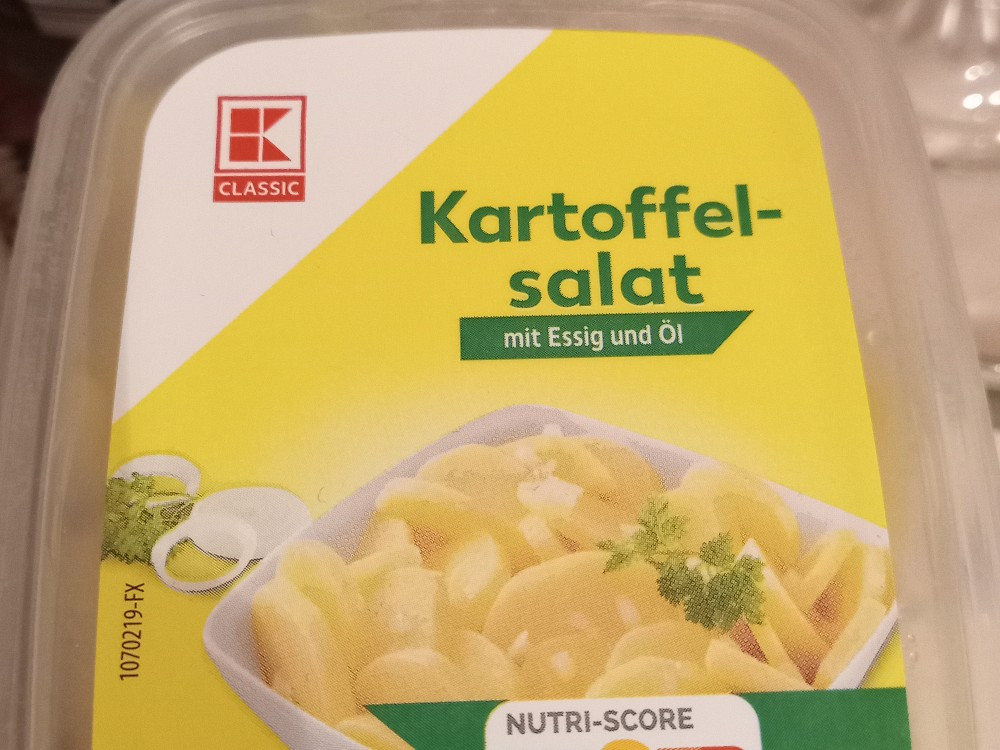 K
CLASSIC
Kartoffel-
salat
mit Essig und Öl
1070219-FX
NUTRI-SCORE